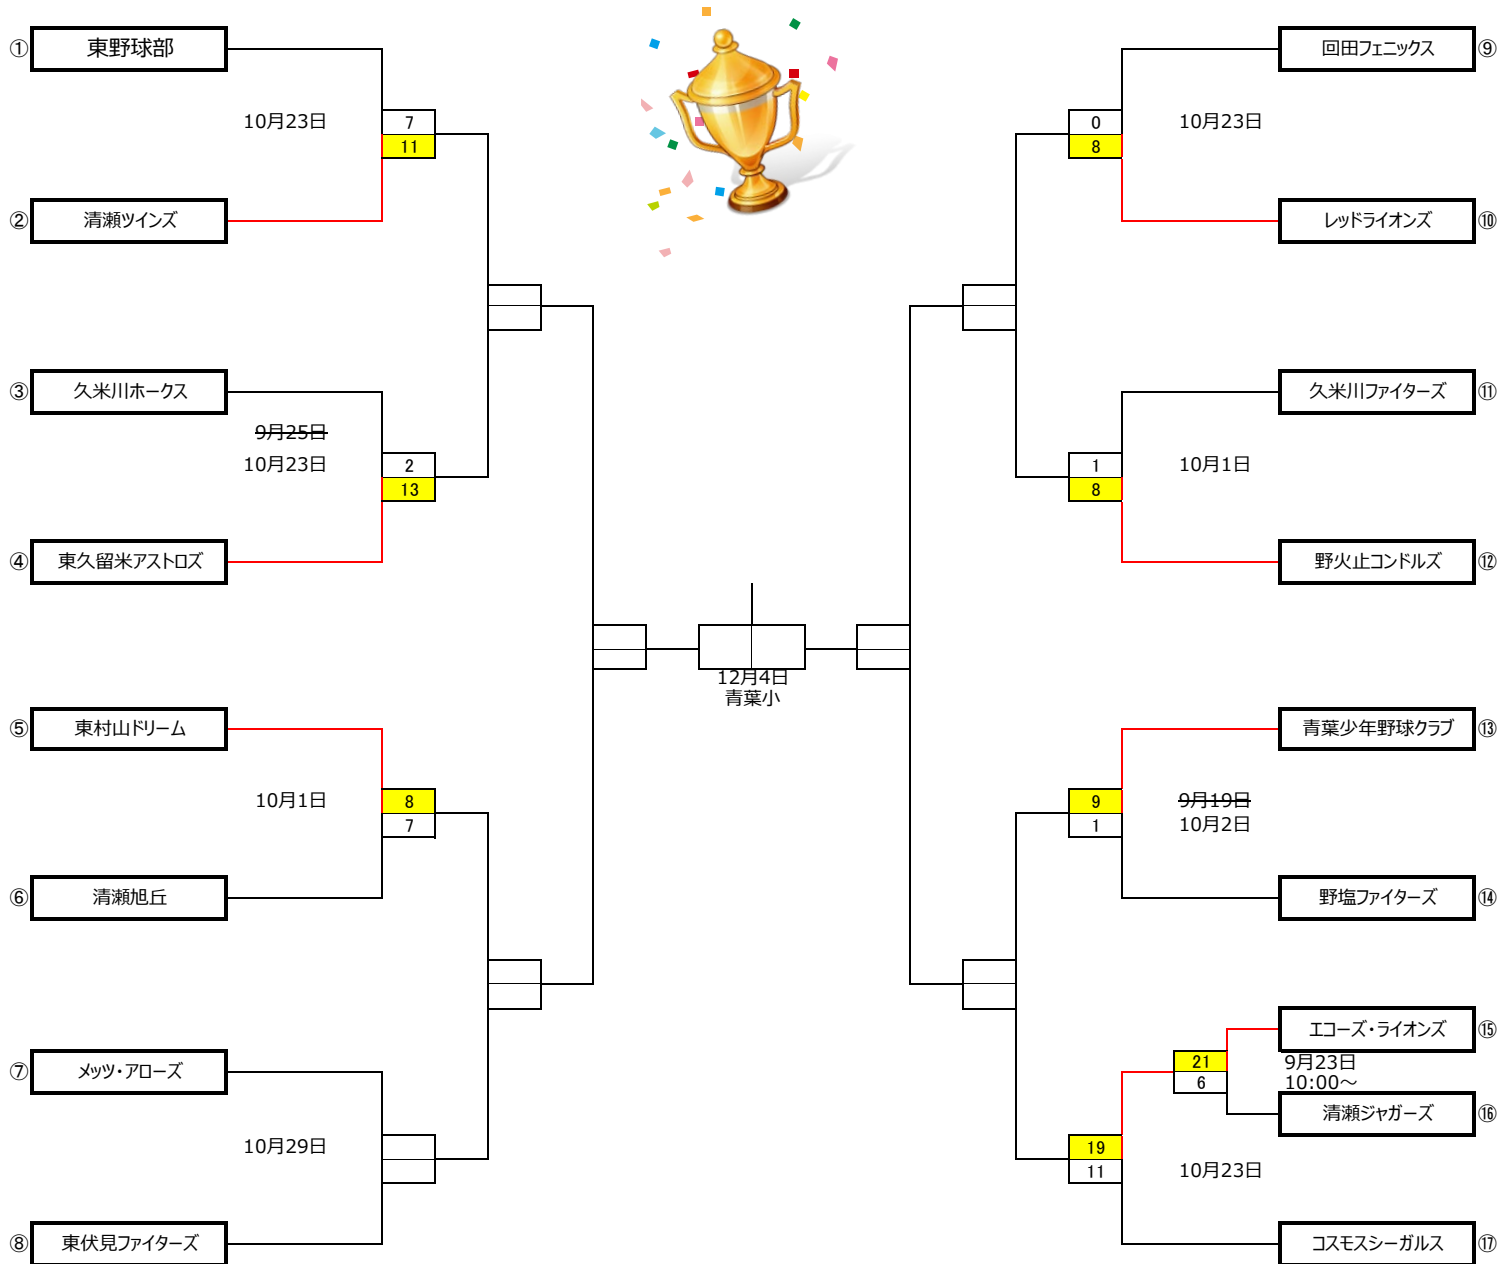 ① 東野球部
10月23日
7
11
② 清瀬ツインズ
③ 久米川ホークス
9月25日
10月23日
2
13
④ 東久留米アストロズ
⑤ 東村山ドリーム
10月1日
8
7
⑥ 清瀬旭丘
⑦ メッツ・アローズ
10月29日
⑧ 東伏見ファイターズ
12月4日
青葉小
回田フェニックス ⑨
0
8
10月23日
レッドライオンズ ⑩
久米川ファイターズ ⑪
1
8
10月1日
野火止コンドルズ ⑫
青葉少年野球クラブ ⑬
9
1
9月19日
10月2日
野塩ファイターズ ⑭
エコーズ・ライオンズ ⑮
21
6
9月23日
10:00～
清瀬ジャガーズ ⑯
19
11
10月23日
コスモスシーガルス ⑰